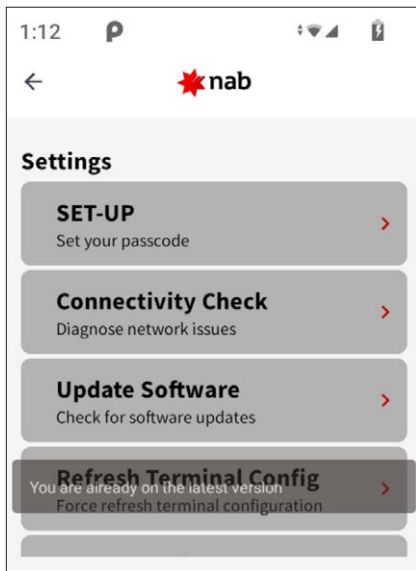 1:12
nab
Settings
SET-UP
Set your passcode
Connectivity Check
Diagnose network issues
Update Software
Check for software updates
Refresh Terminal Config
You are already on the latest version
Force refresh terminal configuration